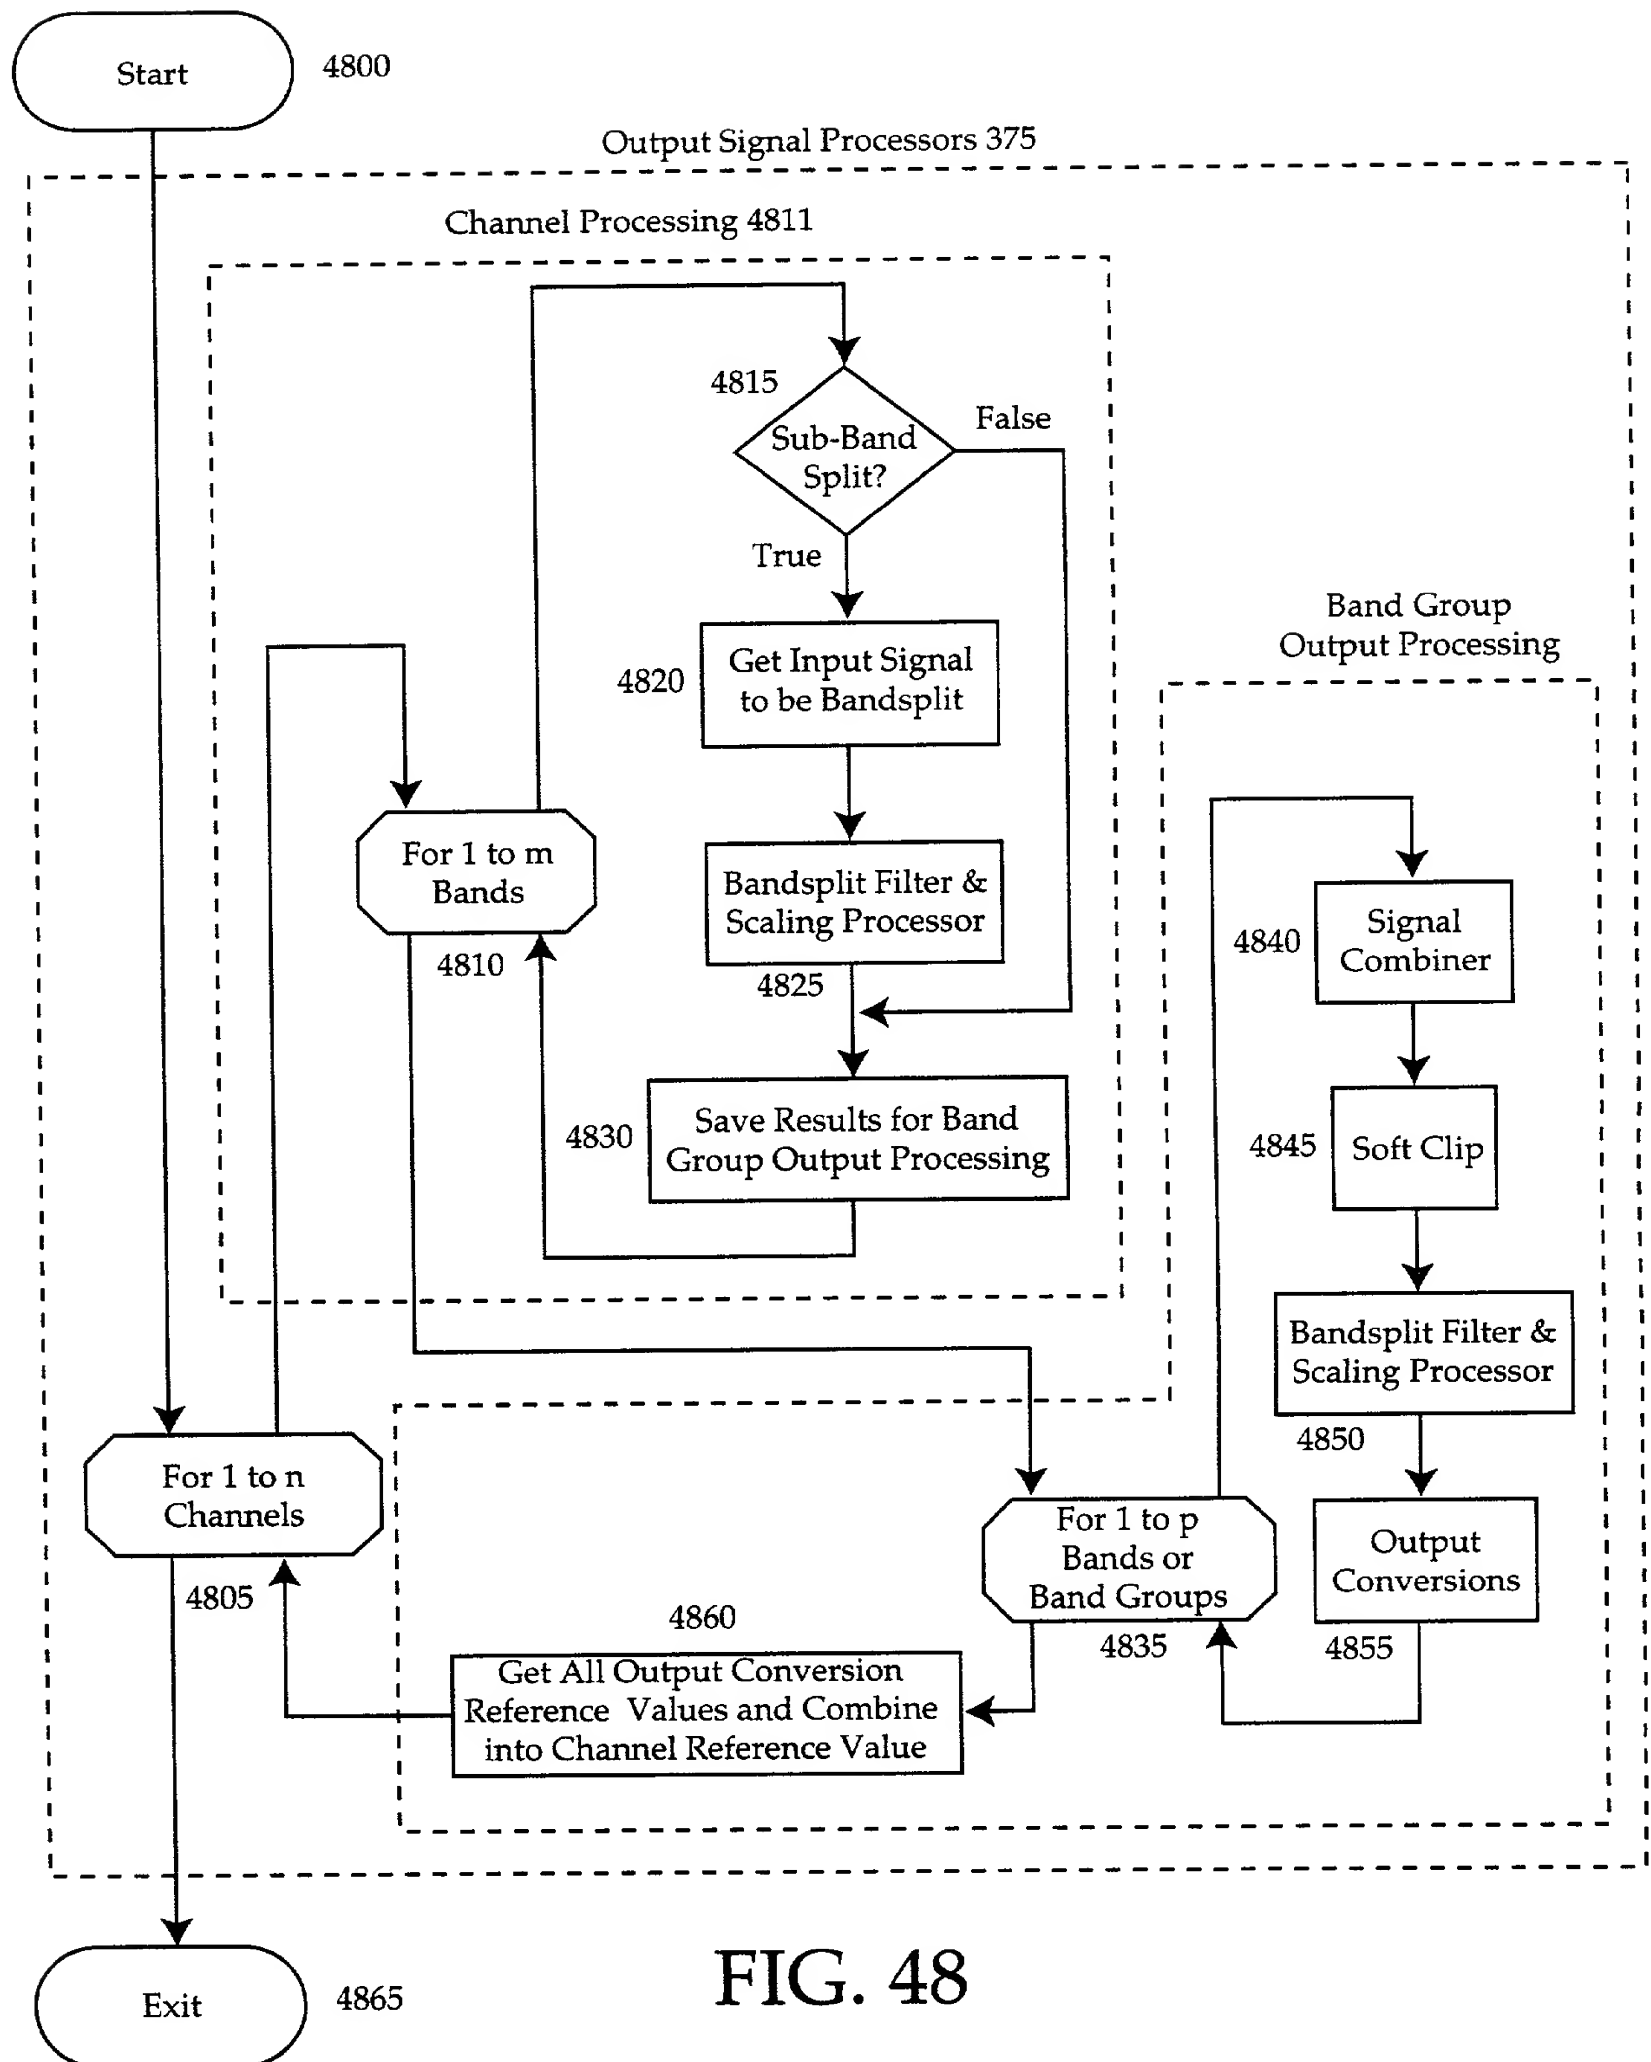 Start
4800
Output Signal Processors 375
Channel Processing 4811
4815
Sub-Band
Split?
False
True
4820
Get Input Signal
to be Bandsplit
Band Group
Output Processing
For 1 to m
Bands
4810
Bandsplit Filter &
Scaling Processor
4825
4830
Save Results for Band
Group Output Processing
4840
Signal
Combiner
4845
Soft Clip
Bandsplit Filter &
Scaling Processor
4850
For 1 to n
Channels
4805
For 1 to p
Bands or
Band Groups
4835
Output
Conversions
4855
4860
Get All Output Conversion
Reference Values and Combine
into Channel Reference Value
Exit
4865
FIG. 48